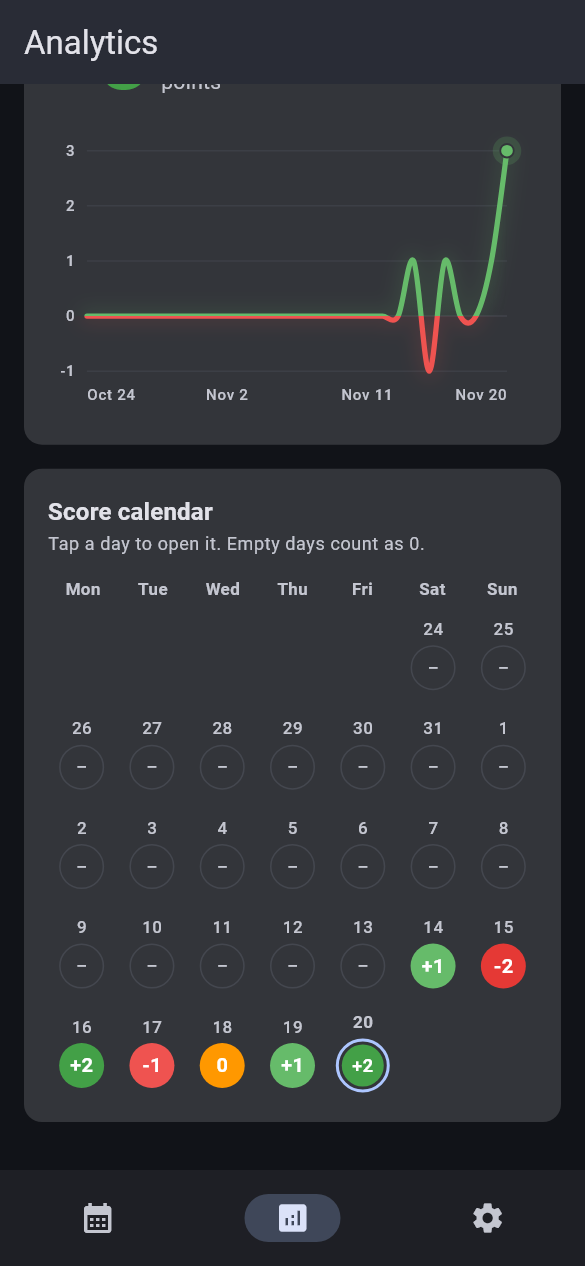 Analytics
points
3
2
1
0
-1
Oct 24 Nov 2 Nov 11 Nov 20
Score calendar
Tap a day to open it. Empty days count as 0.
Mon Tue Wed Thu Fri Sat Sun
24 25
– –
26 27 28 29 30 31 1
– – – – – – –
2 3 4 5 6 7 8
– – – – – – –
9 10 11 12 13 14 15
– – – – – +1 -2
16 17 18 19 20
+2 -1 0 +1 +2